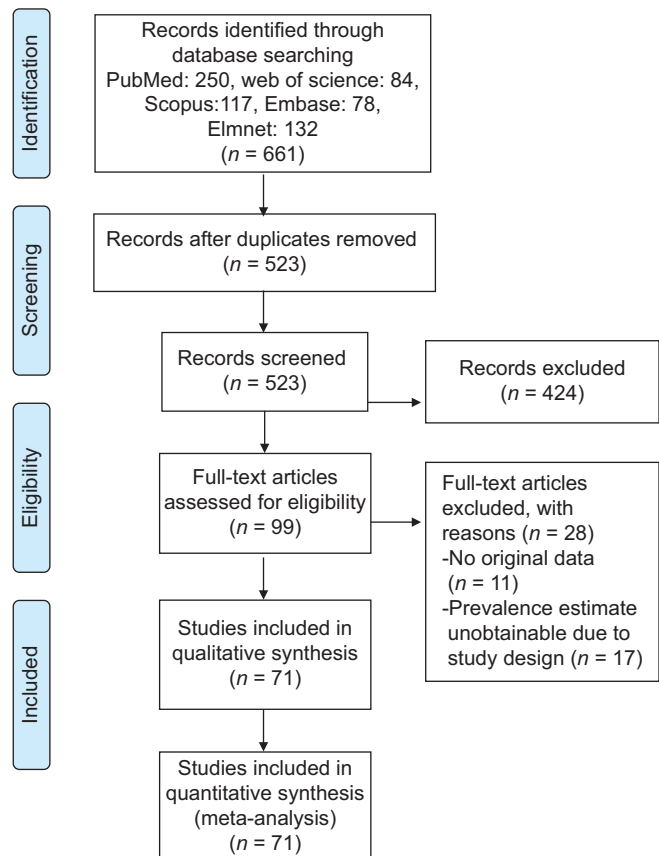 Identification
Records identified through
database searching
PubMed: 250, web of science: 84,
Scopus:117, Embase: 78,
Elmnet: 132
(n = 661)
Screening
Records after duplicates removed
(n = 523)
Records screened
(n = 523)
Records excluded
(n = 424)
Eligibility
Full-text articles
assessed for eligibility
(n = 99)
Full-text articles
excluded, with
reasons (n = 28)
-No original data
(n = 11)
-Prevalence estimate
unobtainable due to
study design (n = 17)
Included
Studies included in
qualitative synthesis
(n = 71)
Studies included in
quantitative synthesis
(meta-analysis)
(n = 71)